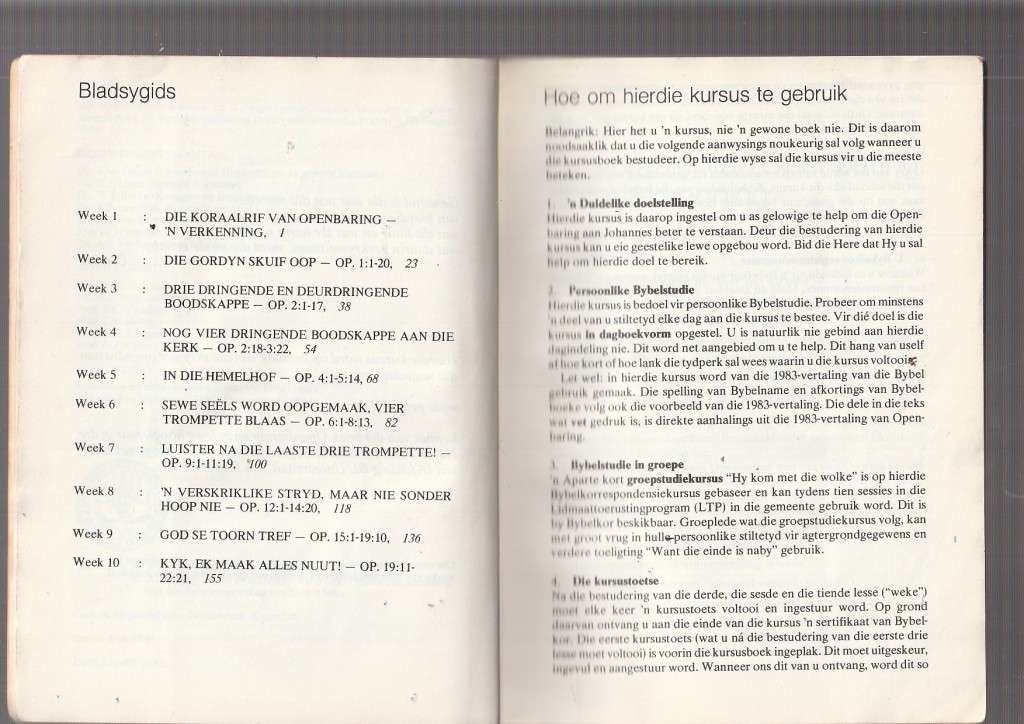 Bladsygids
Week 1 : DIE KORAALRIF VAN OPENBARING —
'N VERKENNING, 1
Week 2 : DIE GORDYN SKUIF OOP — OP. 1:1-20, 23
Week 3 : DRIE DRINGENDE EN DEURDRINGENDE
BOODSKAPPE — OP. 2:1-17, 38
Week 4 : NOG VIER DRINGENDE BOODSKAPPE AAN DIE
KERK — OP. 2:18-3:22, 54
Week 5 : IN DIE HEMELHOF — OP. 4:1-5:14, 68
Week 6 : SEWE SEËLS WORD OOPGEMAAK, VIER
TROMPETTE BLAAS — OP. 6:1-8:13, 82
Week 7 : LUISTER NA DIE LAASTE DRIE TROMPETTE! —
OP. 9:1-11:19, 100
Week 8 : 'N VERSKRIKLIKE STRYD, MAAR NIE SONDER
HOOP NIE — OP. 12:1-14:20, 118
Week 9 : GOD SE TOORN TREF — OP. 15:1-19:10, 136
Week 10 : KYK, EK MAAK ALLES NUUT! — OP. 19:11-
22:21, 155
Hoe om hierdie kursus te gebruik
Belangrik: Hier het u 'n kursus, nie 'n gewone boek nie. Dit is daarom
noodsaaklik dat u die volgende aanwysings noukeurig sal volg wanneer u
die kursusboek bestudeer. Op hierdie wyse sal die kursus vir u die meeste
beteken.
1. 'n Duidelike doelstelling
Hierdie kursus is daarop ingestel om u as gelowige te help om die Open-
baring aan Johannes beter te verstaan. Deur die bestudering van hierdie
kursus kan u eie geestelike lewe opgebou word. Bid die Here dat Hy u sal
help om hierdie doel te bereik.
2. Persoonlike Bybelstudie
Hierdie kursus is bedoel vir persoonlike Bybelstudie. Probeer om minstens
'n deel van u stiltetyd elke dag aan die kursus te bestee. Vir dié doel is die
kursus in dagboekvorm opgestel. U is natuurlik nie gebind aan hierdie
dagindeling nie. Dit word net aangebied om u te help. Dit hang van uself
af hoe kort of hoe lank die tydperk sal wees waarin u die kursus voltooi.
Let wel: in hierdie kursus word van die 1983-vertaling van die Bybel
gebruik gemaak. Die spelling van Bybelname en afkortings van Bybel-
boeke volg ook die voorbeeld van die 1983-vertaling. Die dele in die teks
wat vet gedruk is, is direkte aanhalings uit die 1983-vertaling van Open-
baring.
3. Bybelstudie in groepe
'n Aparte kort groepstudiekursus “Hy kom met die wolke” is op hierdie
Bybelkorrespondensiekursus gebaseer en kan tydens tien sessies in die
Lidmaattoerustingprogram (LTP) in die gemeente gebruik word. Dit is
by Bybelkor beskikbaar. Groeplede wat die groepstudiekursus volg, kan
met groot vrug in hulle persoonlike stiltetyd vir agtergrondgegewens en
verdere toeligting “Want die einde is naby” gebruik.
4. Die kursustoetse
Na die bestudering van die derde, die sesde en die tiende lesse (“weke”)
moet elke keer 'n kursustoets voltooi en ingestuur word. Op grond
daarvan ontvang u aan die einde van die kursus 'n sertifikaat van Bybel-
kor. Die eerste kursustoets (wat u ná die bestudering van die eerste drie
lesse moet voltooi) is voorin die kursusboek ingeplak. Dit moet uitgeskeur,
ingevul en aangestuur word. Wanneer ons dit van u ontvang, word dit so